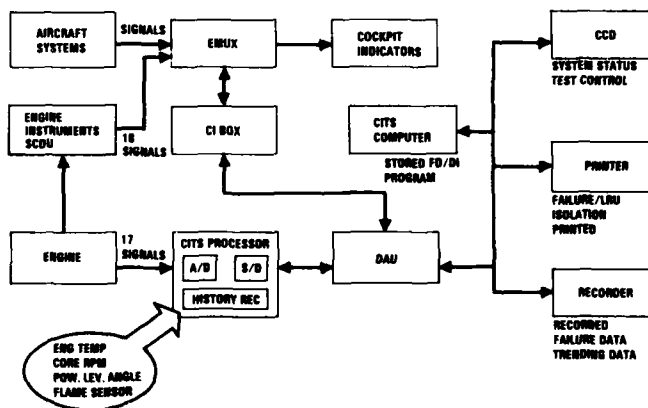 AIRCRAFT
SYSTEMS
SIGNALS
EMUX
COCKPIT
INDICATORS
CCD
SYSTEM STATUS
TEST CONTROL
ENGINE
INSTRUMENTS
SCDU
18
SIGNALS
CI BOX
CITS
COMPUTER
STORED FD/DI
PROGRAM
PRINTER
FAILURE/LRU
ISOLATION
PRINTED
ENGINE
17
SIGNALS
CITS PROCESSOR
A/D
S/D
HISTORY REC
DAU
RECORDER
RECORDED
FAILURE DATA
TRENDING DATA
ENG TEMP
CORE RPM
POW. LEV. ANGLE
FLAME SENSOR